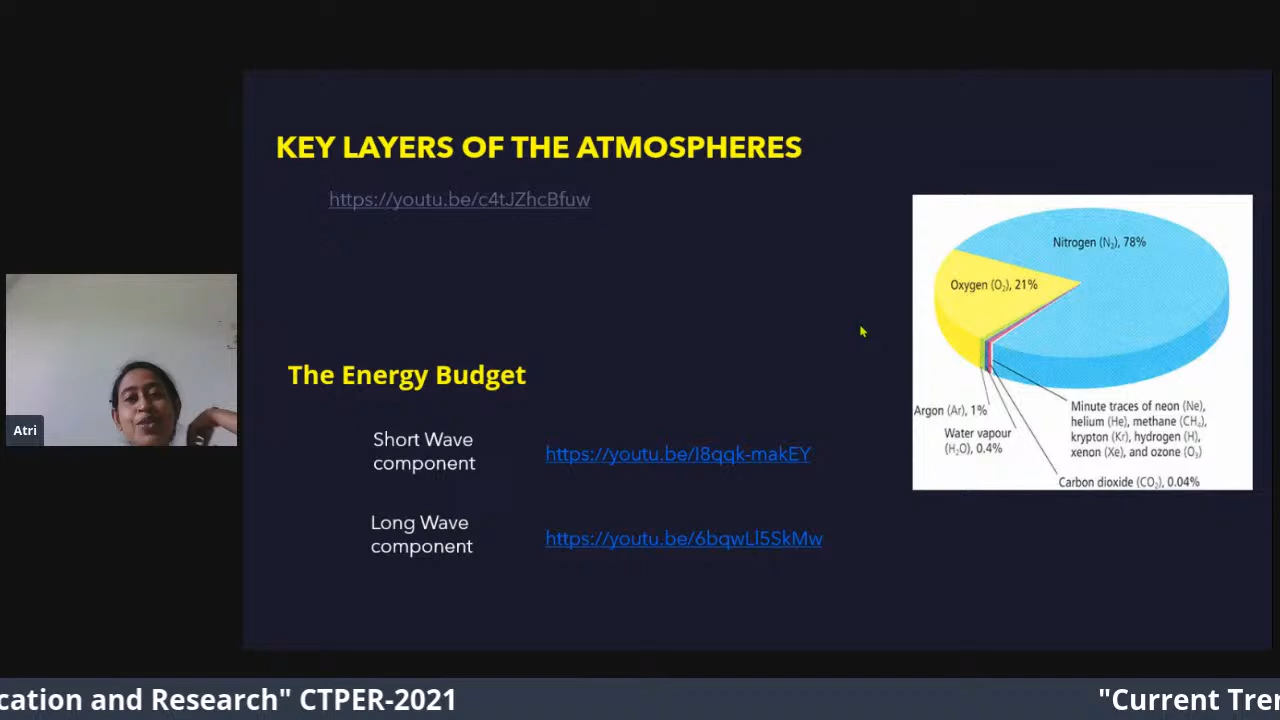 KEY LAYERS OF THE ATMOSPHERES
https://youtu.be/c4tJZhcBfuw
Nitrogen (N₂), 78%
Oxygen (O₂), 21%
The Energy Budget
Argon (Ar), 1%
Water vapour
(H₂O), 0.4%
Minute traces of neon (Ne),
helium (He), methane (CH₄),
krypton (Kr), hydrogen (H),
xenon (Xe), and ozone (O₃)
Carbon dioxide (CO₂), 0.04%
Short Wave
component
https://youtu.be/I8qqk-makEY
Long Wave
component
https://youtu.be/6bqwLl5SkMw
Atri
cation and Research" CTPER-2021
"Current Tre